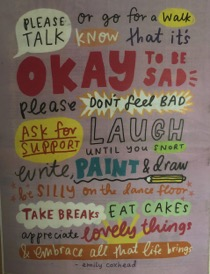 PLEASE or go for a walk
TALK know that it's
OKAY TO BE SAD
please DON'T feel BAD
ASK for SUPPORT LAUGH
UNTIL YOU SNORT
write, PAINT & draw
be SILLY on the dance floor
TAKE BREAKS EAT CAKES
appreciate lovely things
& embrace all that life brings
- emily coxhead